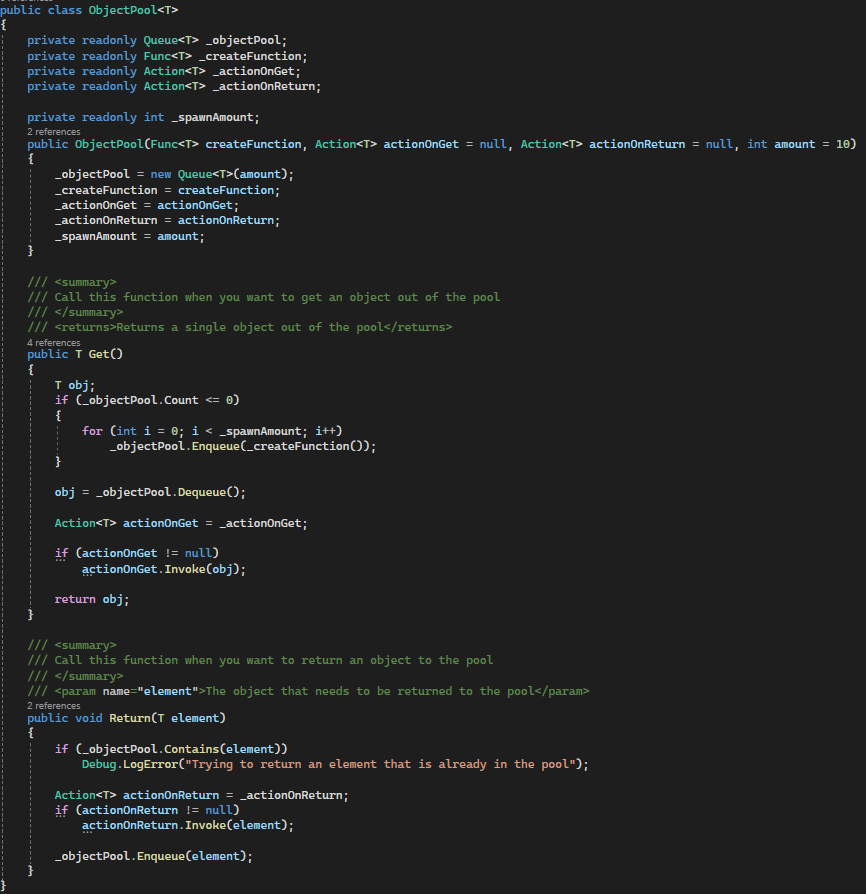 public class ObjectPool<T>
{
    private readonly Queue<T> _objectPool;
    private readonly Func<T> _createFunction;
    private readonly Action<T> _actionOnGet;
    private readonly Action<T> _actionOnReturn;

    private readonly int _spawnAmount;
    2 references
    public ObjectPool(Func<T> createFunction, Action<T> actionOnGet = null, Action<T> actionOnReturn = null, int amount = 10)
    {
        _objectPool = new Queue<T>(amount);
        _createFunction = createFunction;
        _actionOnGet = actionOnGet;
        _actionOnReturn = actionOnReturn;
        _spawnAmount = amount;
    }

    /// <summary>
    /// Call this function when you want to get an object out of the pool
    /// </summary>
    /// <returns>Returns a single object out of the pool</returns>
    4 references
    public T Get()
    {
        T obj;
        if (_objectPool.Count <= 0)
        {
            for (int i = 0; i < _spawnAmount; i++)
                _objectPool.Enqueue(_createFunction());
        }

        obj = _objectPool.Dequeue();

        Action<T> actionOnGet = _actionOnGet;

        if (actionOnGet != null)
            actionOnGet.Invoke(obj);

        return obj;
    }

    /// <summary>
    /// Call this function when you want to return an object to the pool
    /// </summary>
    /// <param name="element">The object that needs to be returned to the pool</param>
    2 references
    public void Return(T element)
    {
        if (_objectPool.Contains(element))
            Debug.LogError("Trying to return an element that is already in the pool");

        Action<T> actionOnReturn = _actionOnReturn;
        if (actionOnReturn != null)
            actionOnReturn.Invoke(element);

        _objectPool.Enqueue(element);
    }
}